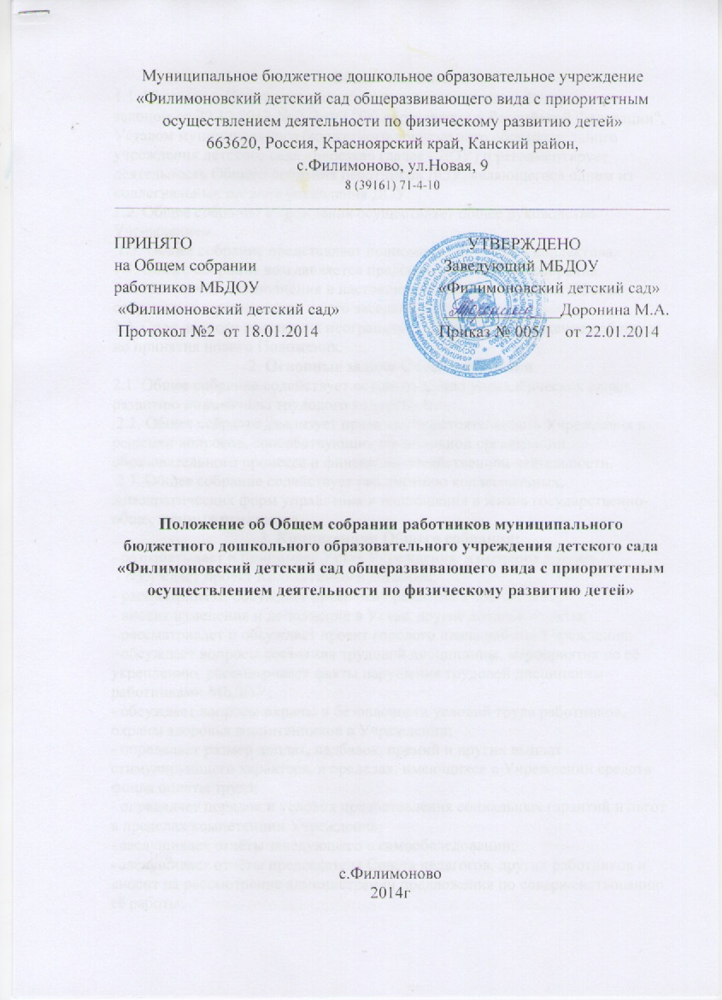 Муниципальное бюджетное дошкольное образовательное учреждение
«Филимоновский детский сад общеразвивающего вида с приоритетным
осуществлением деятельности по физическому развитию детей»
663620, Россия, Красноярский край, Канский район,
с.Филимоново, ул.Новая, 9
8 (39161) 71-4-10
ПРИНЯТО
на Общем собрании
работников МБДОУ
«Филимоновский детский сад»
Протокол №2 от 18.01.2014
УТВЕРЖДЕНО
Заведующий МБДОУ
«Филимоновский детский сад»
Доронина М.А.
Приказ № 005/1 от 22.01.2014
Положение об Общем собрании работников муниципального
бюджетного дошкольного образовательного учреждения детского сада
«Филимоновский детский сад общеразвивающего вида с приоритетным
осуществлением деятельности по физическому развитию детей»
с.Филимоново
2014г